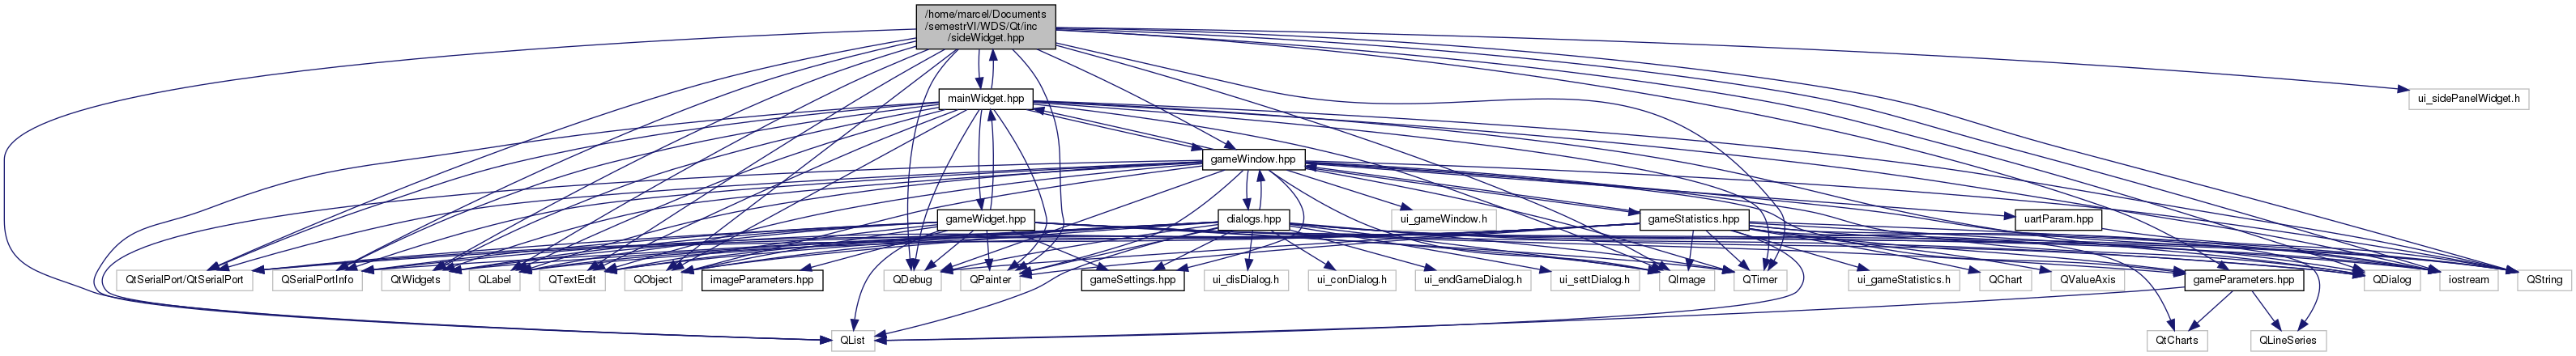 /home/marcel/Documents
/semestrVI/WDS/Qt/inc
/sideWidget.hpp
mainWidget.hpp
ui_sidePanelWidget.h
gameWindow.hpp
gameWidget.hpp
dialogs.hpp
ui_gameWindow.h
gameStatistics.hpp
uartParam.hpp
QtSerialPort/QtSerialPort
QSerialPortInfo
QtWidgets
QLabel
QTextEdit
QObject
imageParameters.hpp
QDebug
QPainter
gameSettings.hpp
ui_disDialog.h
ui_conDialog.h
ui_endGameDialog.h
ui_settDialog.h
QImage
QTimer
ui_gameStatistics.h
QChart
QValueAxis
gameParameters.hpp
QDialog
iostream
QString
QList
QtCharts
QLineSeries